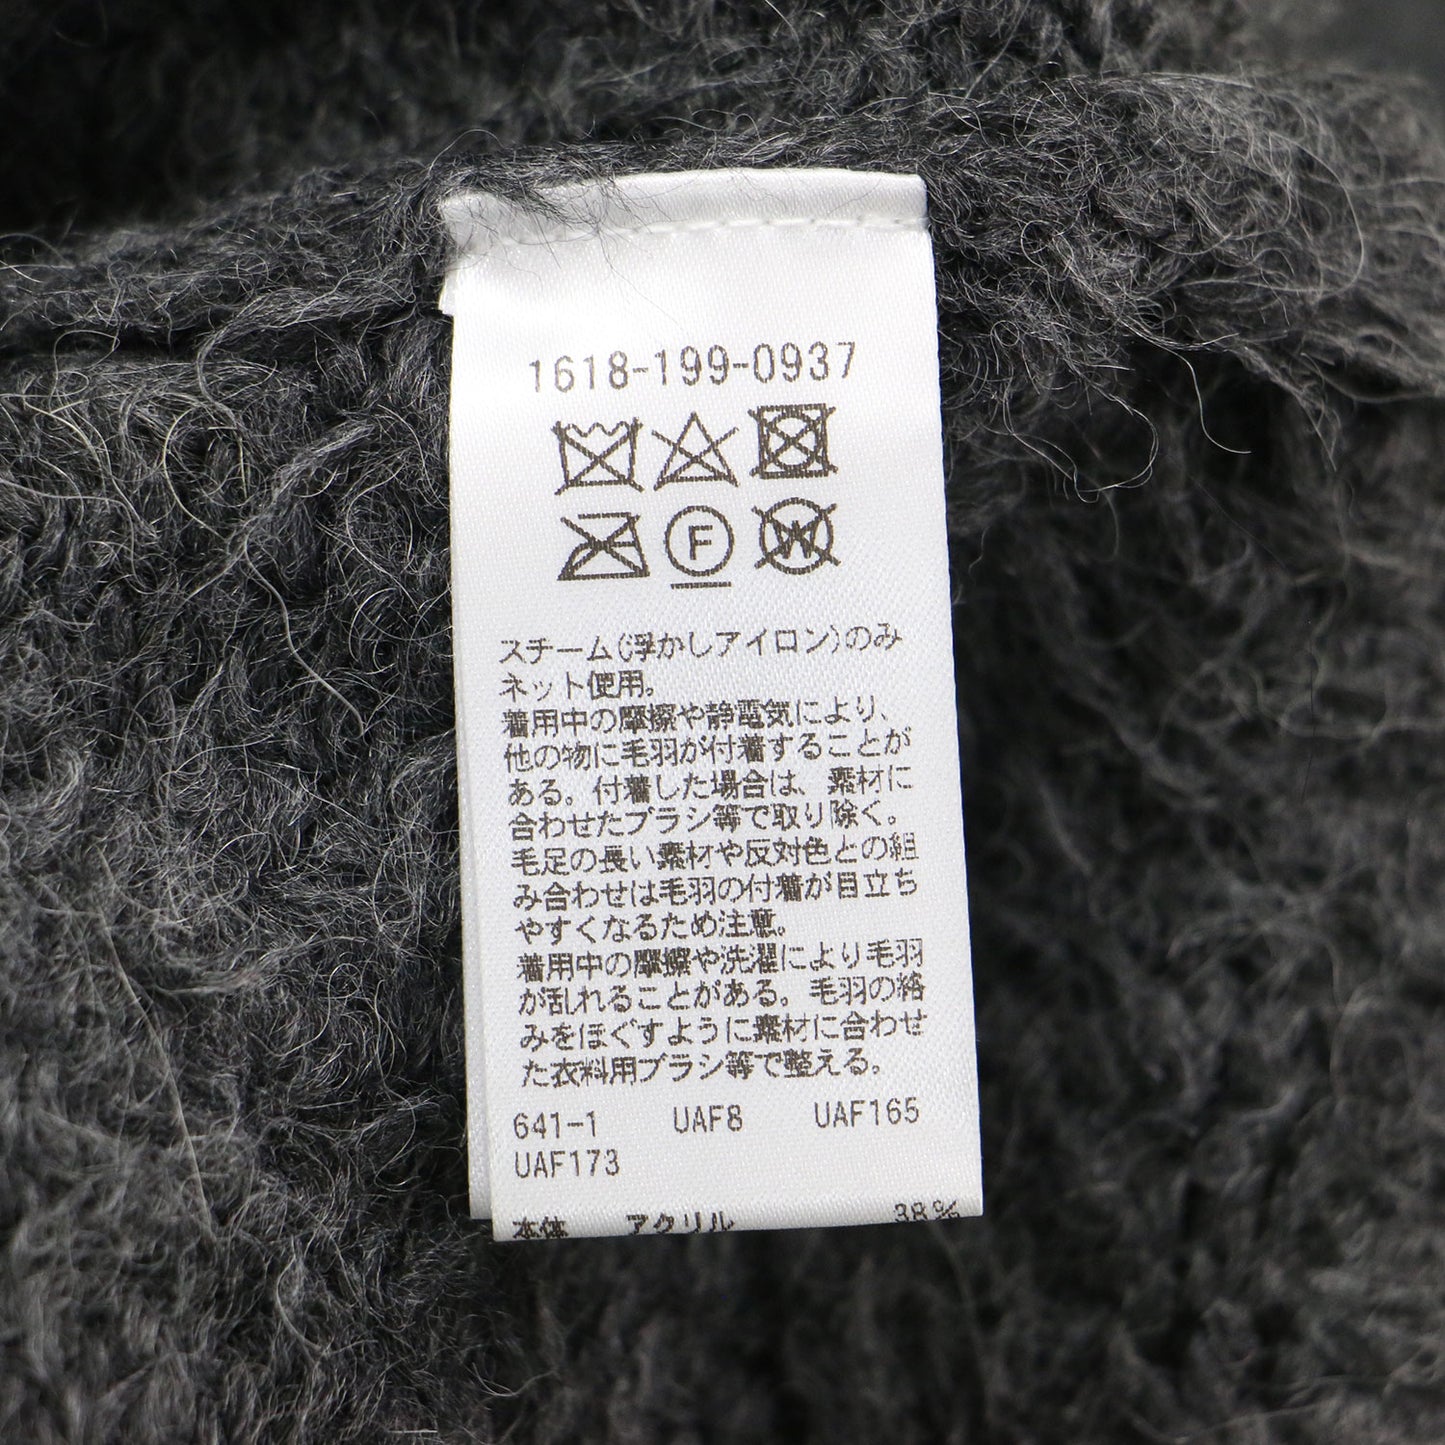 1618-199-0937
F
W
スチーム(浮かしアイロン)のみ
ネット使用。
着用中の摩擦や静電気により、
他の物に毛羽が付着することが
ある。付着した場合は、素材に
合わせたブラシ等で取り除く。
毛足の長い素材や反対色との組
み合わせは毛羽の付着が目立ち
やすくなるため注意。
着用中の摩擦や洗濯により毛羽
が乱れることがある。毛羽の絡
みをほぐすように素材に合わせ
た衣料用ブラシ等で整える。
641-1 UAF8 UAF165
UAF173
本体 アクリル 38%